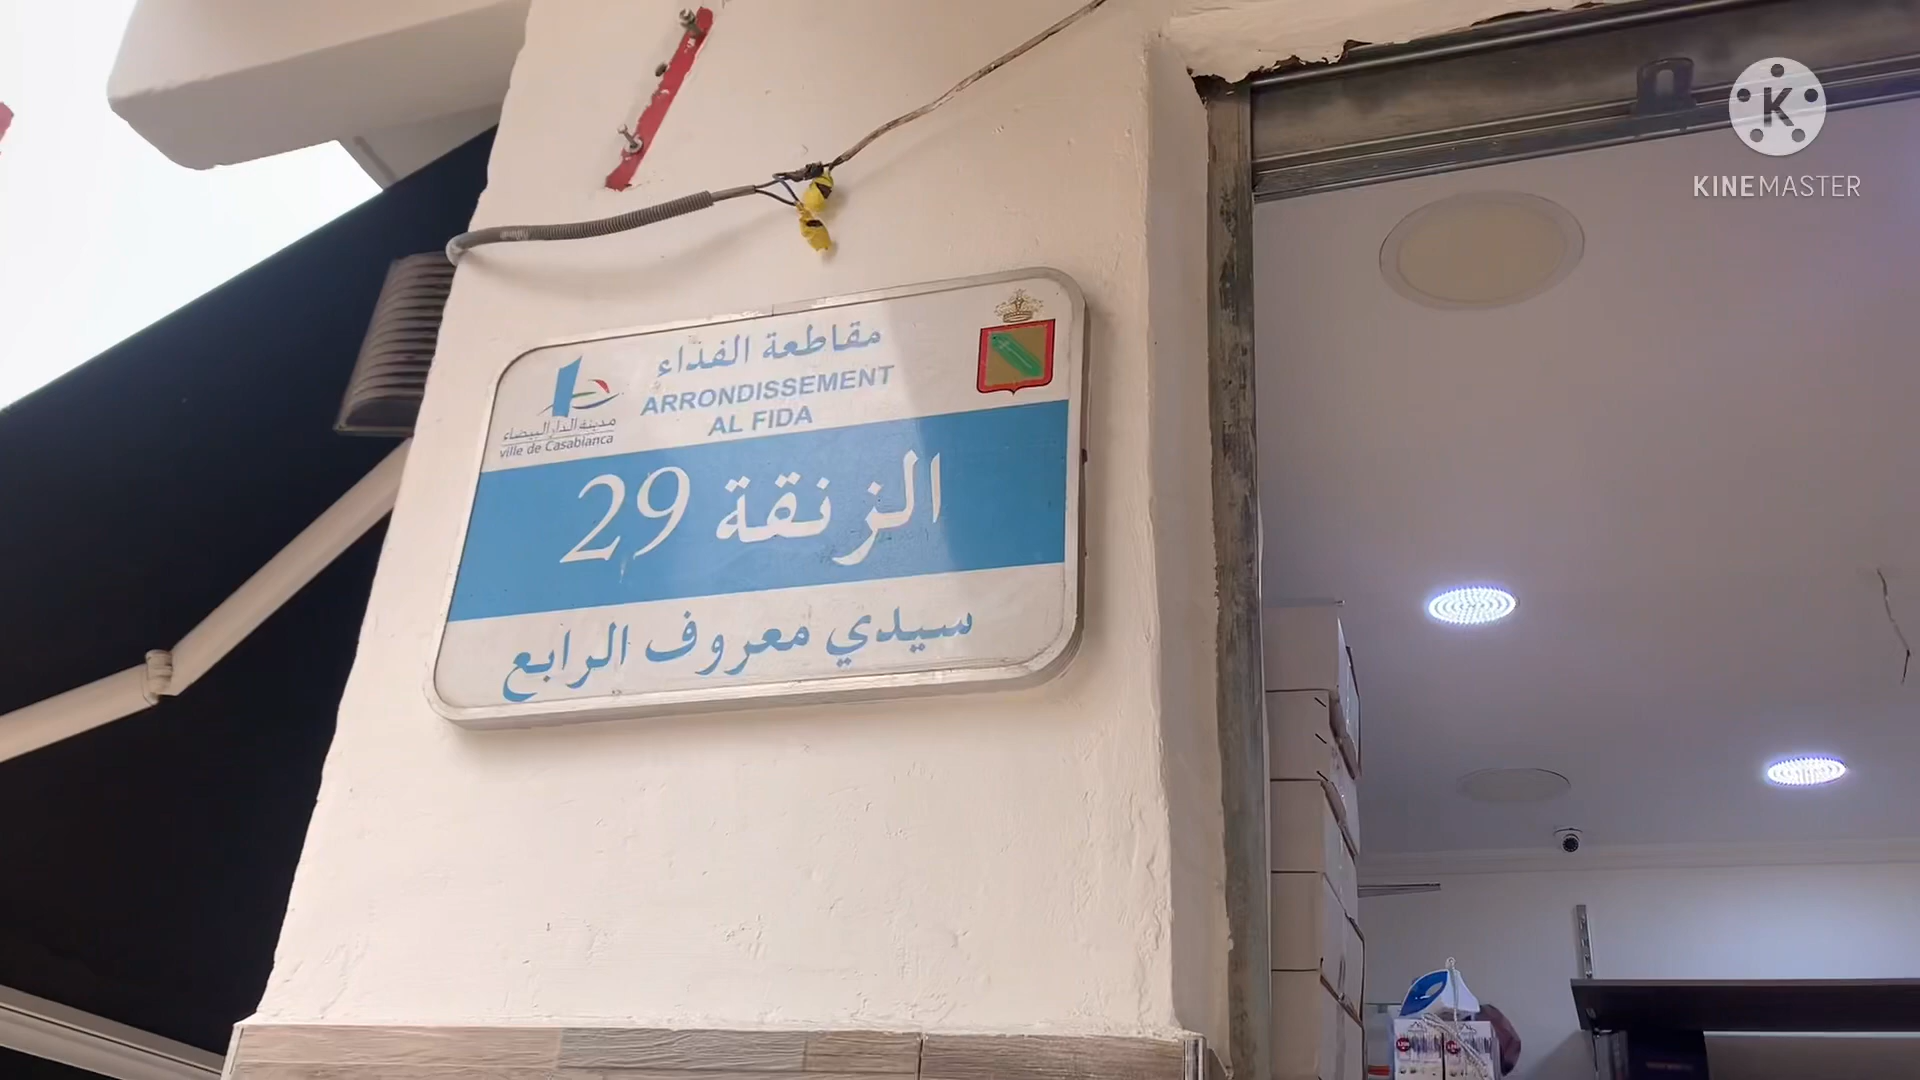 مقاطعة الفداء
ARRONDISSEMENT
AL FIDA
مدينة الدار البيضاء
ville de Casablanca
الزنقة 29
سيدي معروف الرابع
KINEMASTER